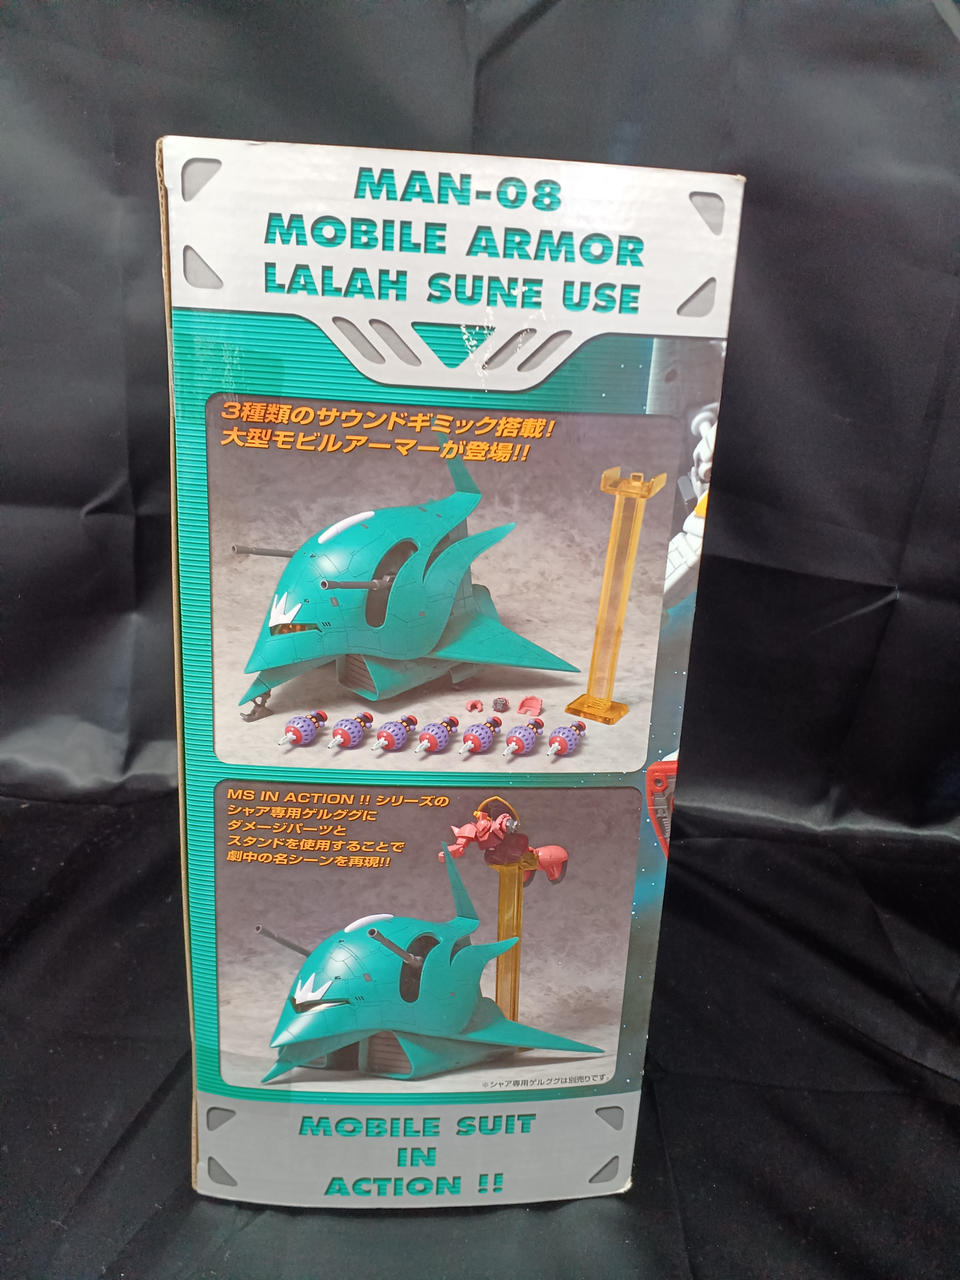 MAN-08
MOBILE ARMOR
LALAH SUNE USE
3種類のサウンドギミック搭載!
大型モビルアーマーが登場!!
MS IN ACTION !! シリーズの
シャア専用ゲルググに
ダメージパーツと
スタンドを使用することで
劇中の名シーンを再現!!
※シャア専用ゲルググは別売りです。
MOBILE SUIT
IN
ACTION !!